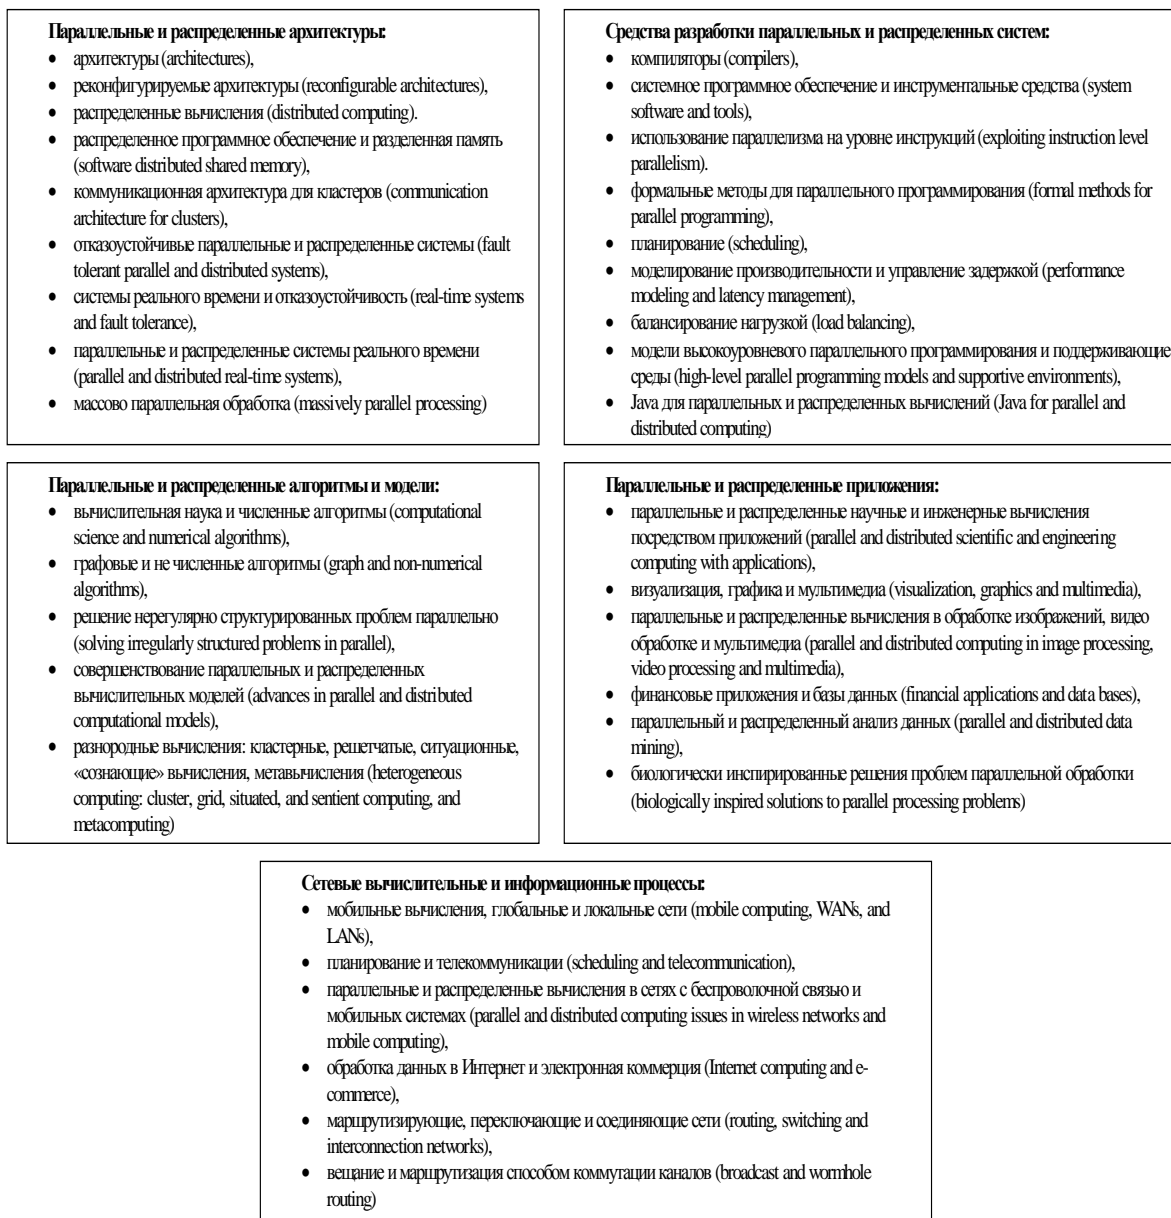 Параллельные и распределенные архитектуры:
• архитектуры (architectures),
• реконфигурируемые архитектуры (reconfigurable architectures),
• распределенные вычисления (distributed computing).
• распределенное программное обеспечение и разделенная память
(software distributed shared memory),
• коммуникационная архитектура для кластеров (communication
architecture for clusters),
• отказоустойчивые параллельные и распределенные системы (fault
tolerant parallel and distributed systems),
• системы реального времени и отказоустойчивость (real-time systems
and fault tolerance),
• параллельные и распределенные системы реального времени
(parallel and distributed real-time systems),
• массово параллельная обработка (massively parallel processing)
Средства разработки параллельных и распределенных систем:
• компиляторы (compilers),
• системное программное обеспечение и инструментальные средства (system
software and tools),
• использование параллелизма на уровне инструкций (exploiting instruction level
parallelism).
• формальные методы для параллельного программирования (formal methods for
parallel programming),
• планирование (scheduling),
• моделирование производительности и управление задержкой (performance
modeling and latency management),
• балансирование нагрузкой (load balancing),
• модели высокоуровневого параллельного программирования и поддерживающие
среды (high-level parallel programming models and supportive environments),
• Java для параллельных и распределенных вычислений (Java for parallel and
distributed computing)
Параллельные и распределенные алгоритмы и модели:
• вычислительная наука и численные алгоритмы (computational
science and numerical algorithms),
• графовые и не численные алгоритмы (graph and non-numerical
algorithms),
• решение нерегулярно структурированных проблем параллельно
(solving irregularly structured problems in parallel),
• совершенствование параллельных и распределенных
вычислительных моделей (advances in parallel and distributed
computational models),
• разнородные вычисления: кластерные, решетчатые, ситуационные,
«сознающие» вычисления, метавычисления (heterogeneous
computing: cluster, grid, situated, and sentient computing, and
metacomputing)
Параллельные и распределенные приложения:
• параллельные и распределенные научные и инженерные вычисления
посредством приложений (parallel and distributed scientific and engineering
computing with applications),
• визуализация, графика и мультимедиа (visualization, graphics and multimedia),
• параллельные и распределенные вычисления в обработке изображений, видео
обработке и мультимедиа (parallel and distributed computing in image processing,
video processing and multimedia),
• финансовые приложения и базы данных (financial applications and data bases),
• параллельный и распределенный анализ данных (parallel and distributed data
mining),
• биологически инспирированные решения проблем параллельной обработки
(biologically inspired solutions to parallel processing problems)
Сетевые вычислительные и информационные процессы:
• мобильные вычисления, глобальные и локальные сети (mobile computing, WANs, and
LANs),
• планирование и телекоммуникации (scheduling and telecommunication),
• параллельные и распределенные вычисления в сетях с беспроволочной связью и
мобильных системах (parallel and distributed computing issues in wireless networks and
mobile computing),
• обработка данных в Интернет и электронная коммерция (Internet computing and e-
commerce),
• маршрутизирующие, переключающие и соединяющие сети (routing, switching and
interconnection networks),
• вещание и маршрутизация способом коммутации каналов (broadcast and wormhole
routing)